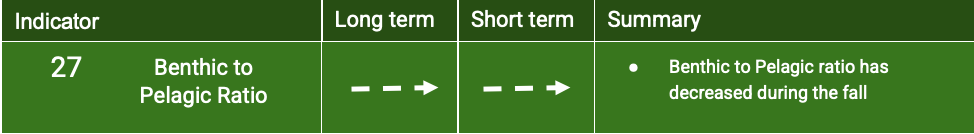 Indicator Long term Short term Summary
27 Benthic to
Pelagic Ratio
● Benthic to Pelagic ratio has
decreased during the fall